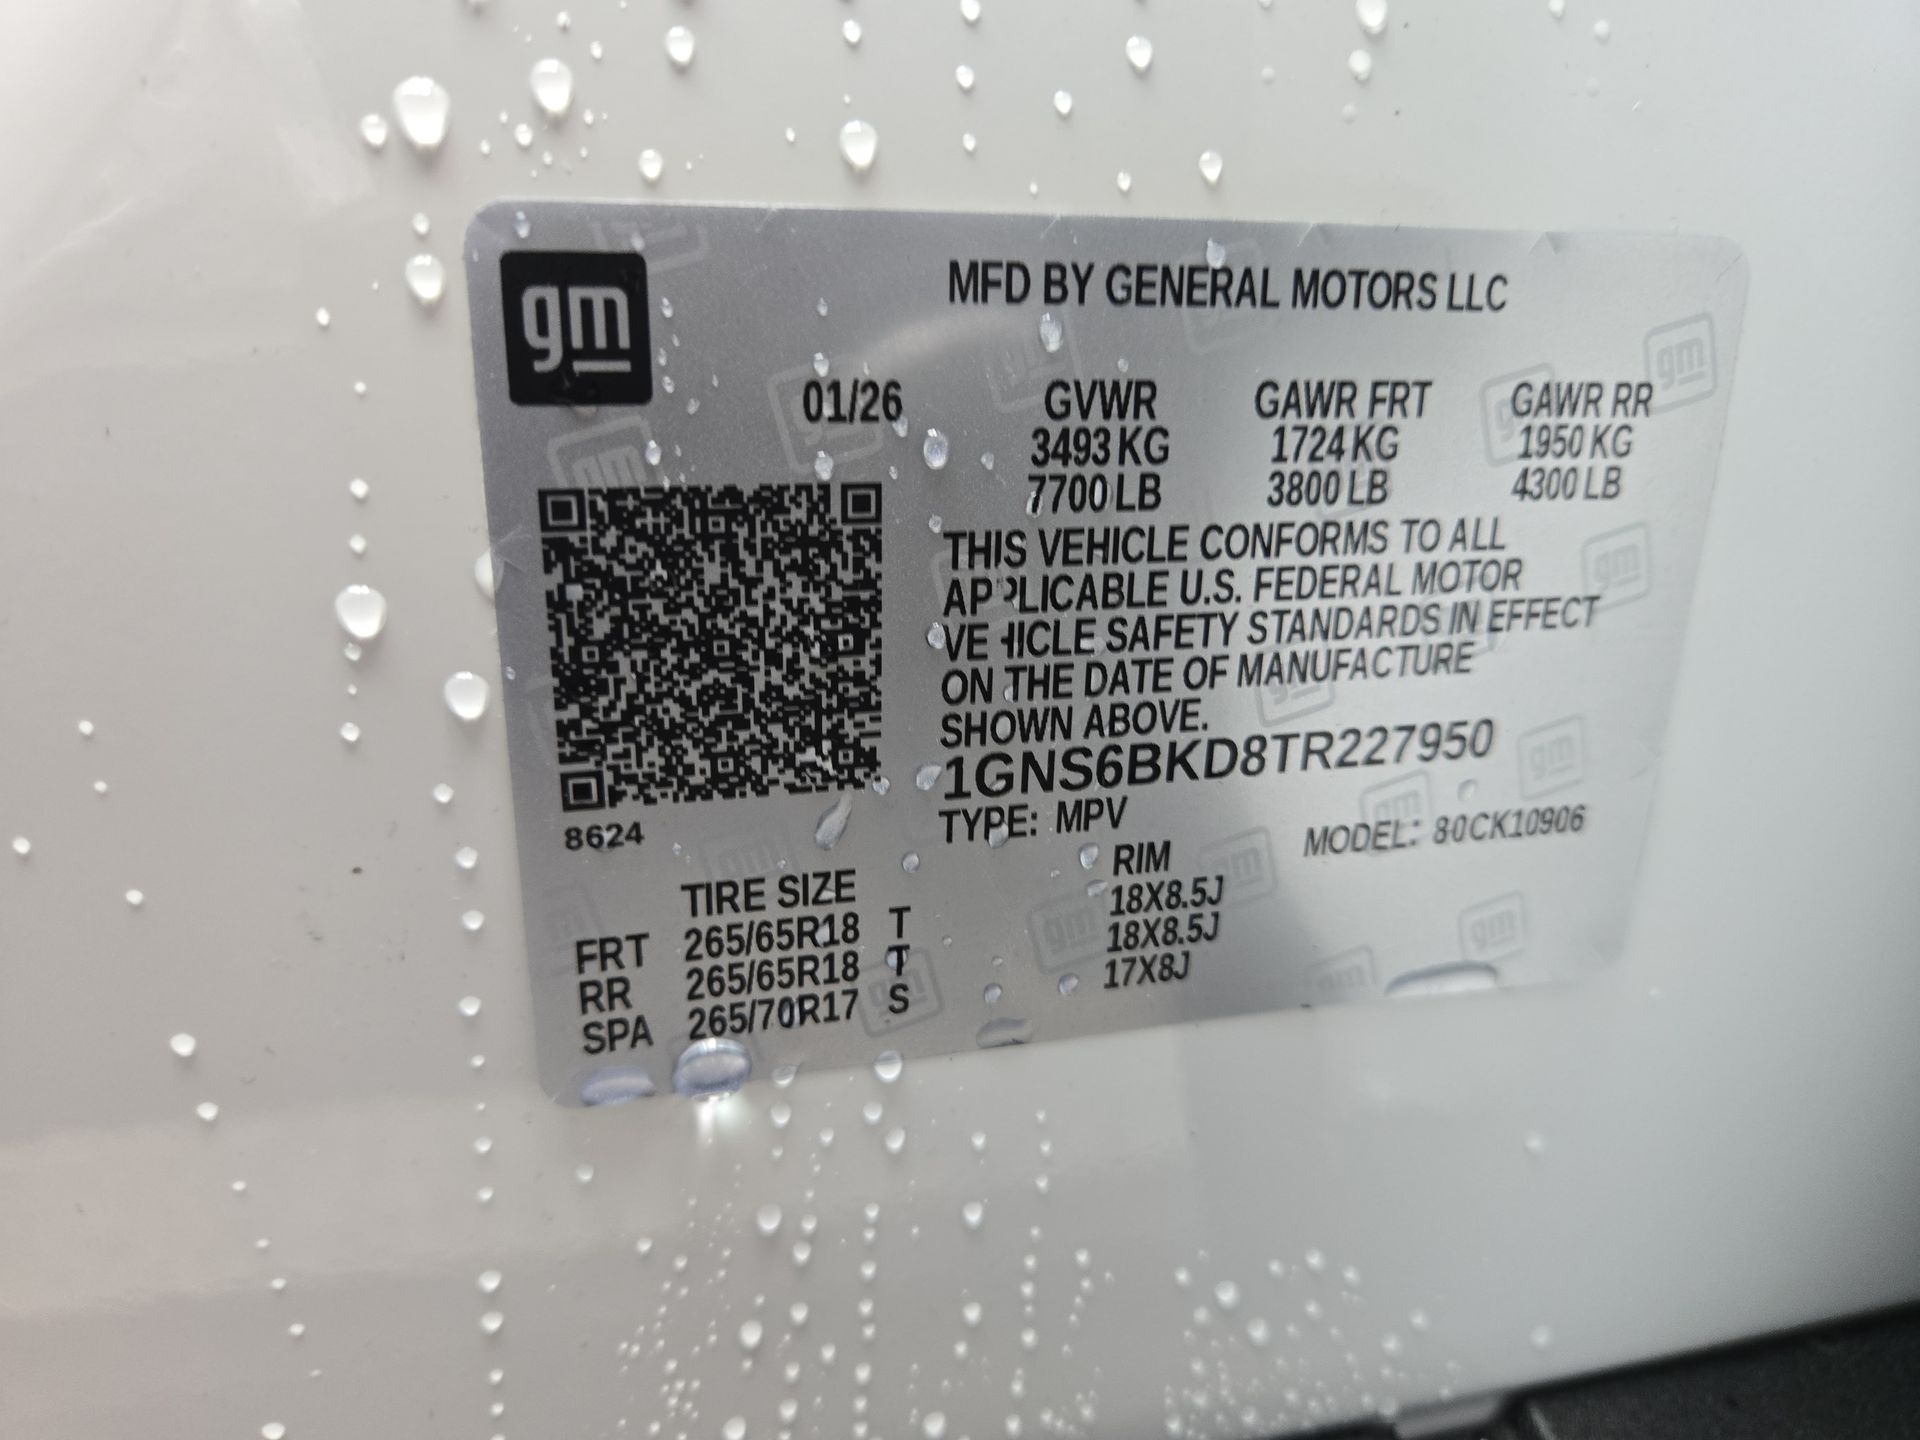 gm
MFD BY GENERAL MOTORS LLC
01/26 GVWR GAWR FRT GAWR RR
3493 KG 1724 KG 1950 KG
7700 LB 3800 LB 4300 LB
THIS VEHICLE CONFORMS TO ALL
APPLICABLE U.S. FEDERAL MOTOR
VEHICLE SAFETY STANDARDS IN EFFECT
ON THE DATE OF MANUFACTURE
SHOWN ABOVE.
1GNS6BKD8TR227950
TYPE: MPV MODEL: 80CK10906
8624
TIRE SIZE RIM
FRT 265/65R18 T 18X8.5J
RR 265/65R18 T 18X8.5J
SPA 265/70R17 S 17X8J